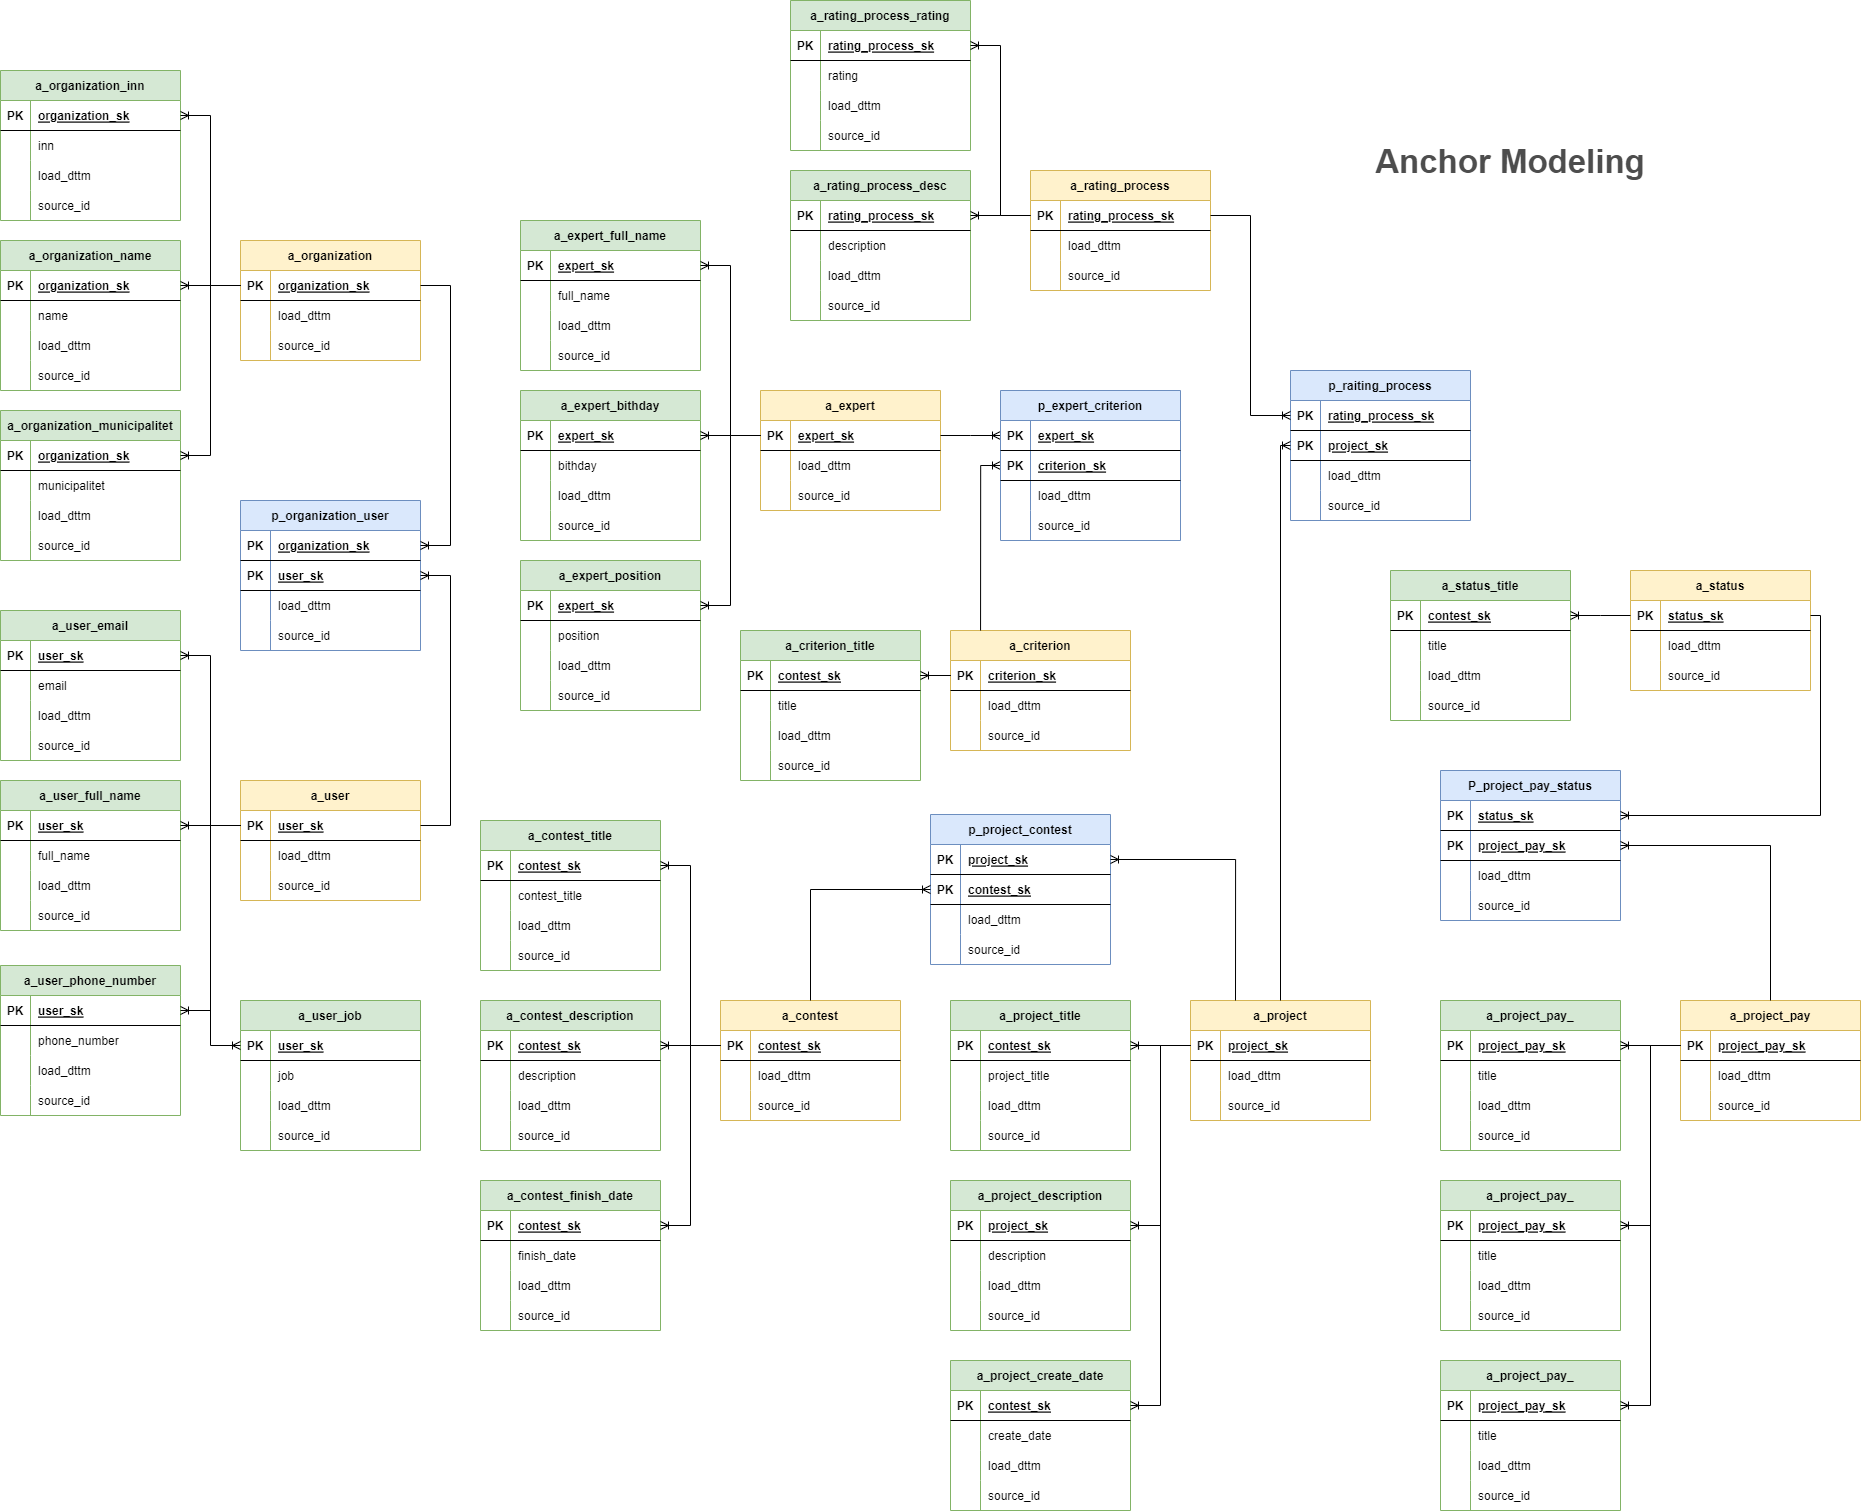 a_rating_process_rating
PK rating_process_sk
rating
load_dttm
source_id
Anchor Modeling
a_organization_inn
PK organization_sk
inn
load_dttm
source_id
a_rating_process_desc
PK rating_process_sk
description
load_dttm
source_id
a_rating_process
PK rating_process_sk
load_dttm
source_id
a_organization_name
PK organization_sk
name
load_dttm
source_id
a_organization
PK organization_sk
load_dttm
source_id
a_expert_full_name
PK expert_sk
full_name
load_dttm
source_id
a_organization_municipalitet
PK organization_sk
municipalitet
load_dttm
source_id
a_expert_bithday
PK expert_sk
bithday
load_dttm
source_id
a_expert
PK expert_sk
load_dttm
source_id
p_expert_criterion
PK expert_sk
PK criterion_sk
load_dttm
source_id
p_raiting_process
PK rating_process_sk
PK project_sk
load_dttm
source_id
p_organization_user
PK organization_sk
PK user_sk
load_dttm
source_id
a_expert_position
PK expert_sk
position
load_dttm
source_id
a_status_title
PK contest_sk
title
load_dttm
source_id
a_status
PK status_sk
load_dttm
source_id
a_user_email
PK user_sk
email
load_dttm
source_id
a_criterion_title
PK contest_sk
title
load_dttm
source_id
a_criterion
PK criterion_sk
load_dttm
source_id
a_user_full_name
PK user_sk
full_name
load_dttm
source_id
a_user
PK user_sk
load_dttm
source_id
a_contest_title
PK contest_sk
contest_title
load_dttm
source_id
p_project_contest
PK project_sk
PK contest_sk
load_dttm
source_id
P_project_pay_status
PK status_sk
PK project_pay_sk
load_dttm
source_id
a_user_phone_number
PK user_sk
phone_number
load_dttm
source_id
a_user_job
PK user_sk
job
load_dttm
source_id
a_contest_description
PK contest_sk
description
load_dttm
source_id
a_contest
PK contest_sk
load_dttm
source_id
a_project_title
PK contest_sk
project_title
load_dttm
source_id
a_project
PK project_sk
load_dttm
source_id
a_project_pay_
PK project_pay_sk
title
load_dttm
source_id
a_project_pay
PK project_pay_sk
load_dttm
source_id
a_contest_finish_date
PK contest_sk
finish_date
load_dttm
source_id
a_project_description
PK project_sk
description
load_dttm
source_id
a_project_pay_
PK project_pay_sk
title
load_dttm
source_id
a_project_create_date
PK contest_sk
create_date
load_dttm
source_id
a_project_pay_
PK project_pay_sk
title
load_dttm
source_id